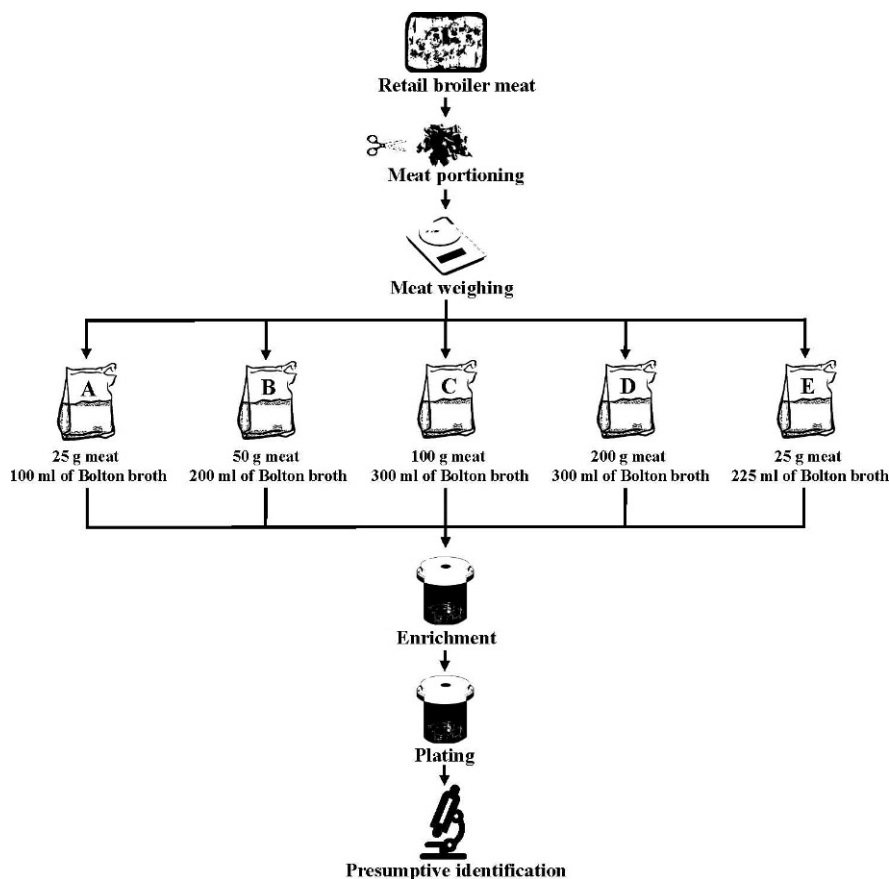 Retail broiler meat
Meat portioning
Meat weighing
A
B
C
D
E
25 g meat
100 ml of Bolton broth
50 g meat
200 ml of Bolton broth
100 g meat
300 ml of Bolton broth
200 g meat
300 ml of Bolton broth
25 g meat
225 ml of Bolton broth
Enrichment
Plating
Presumptive identification